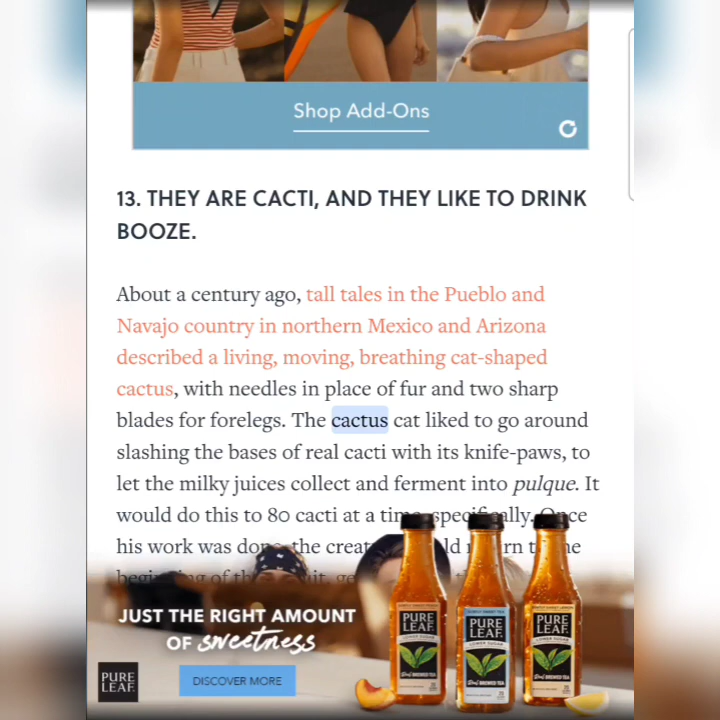 Shop Add-Ons
13. THEY ARE CACTI, AND THEY LIKE TO DRINK
BOOZE.
About a century ago, tall tales in the Pueblo and
Navajo country in northern Mexico and Arizona
described a living, moving, breathing cat-shaped
cactus, with needles in place of fur and two sharp
blades for forelegs. The cactus cat liked to go around
slashing the bases of real cacti with its knife-paws, to
let the milky juices collect and ferment into pulque. It
would do this to 80 cacti at a time, specifically. Once
his work was done, the
JUST THE RIGHT AMOUNT
OF sweetness
DISCOVER MORE
PURE
LEAF
PURE
LEAF
PURE
LEAF
PURE
LEAF